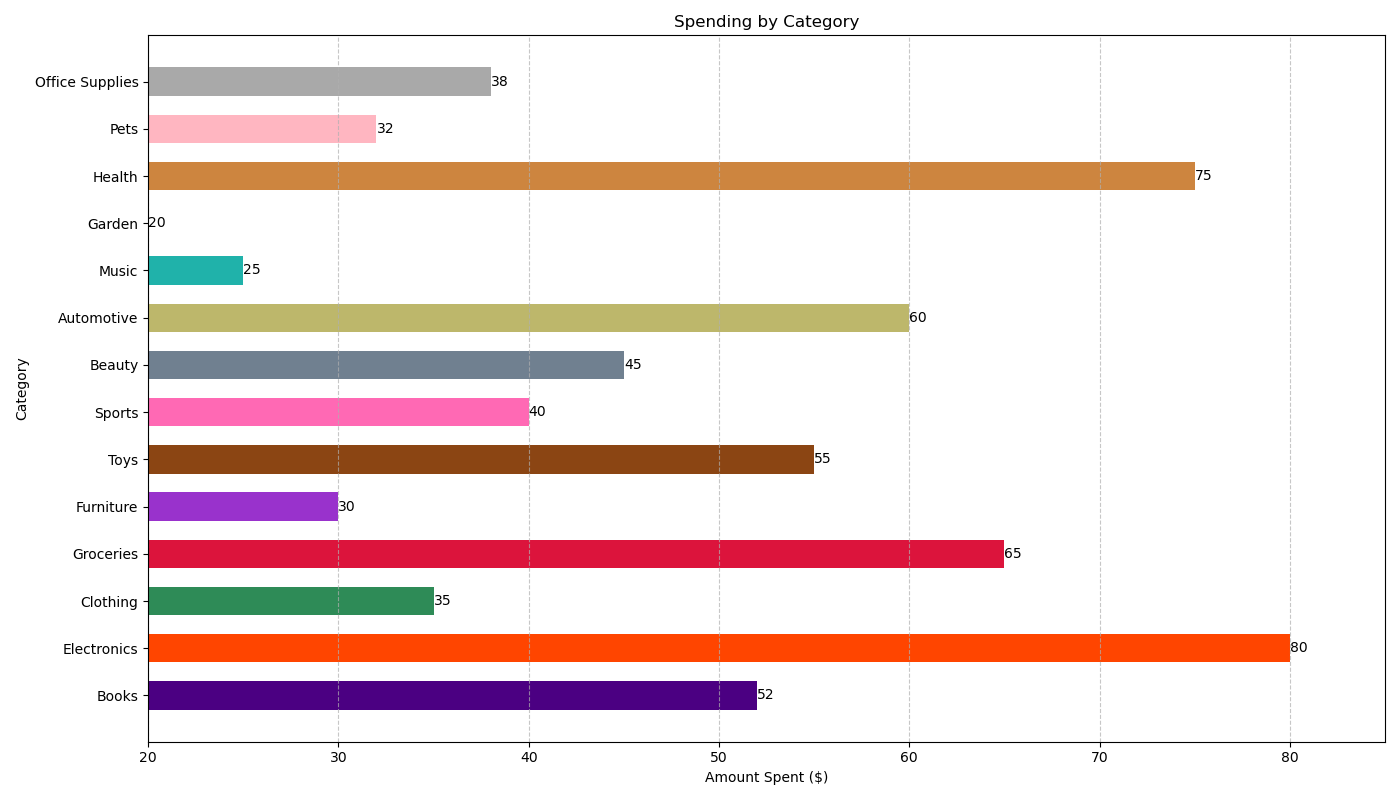 Spending by Category
Office Supplies 38
Pets 32
Health 75
Garden 20
Music 25
Automotive 60
Beauty 45
Sports 40
Toys 55
Furniture 30
Groceries 65
Clothing 35
Electronics 80
Books 52
Category
20 30 40 50 60 70 80
Amount Spent ($)